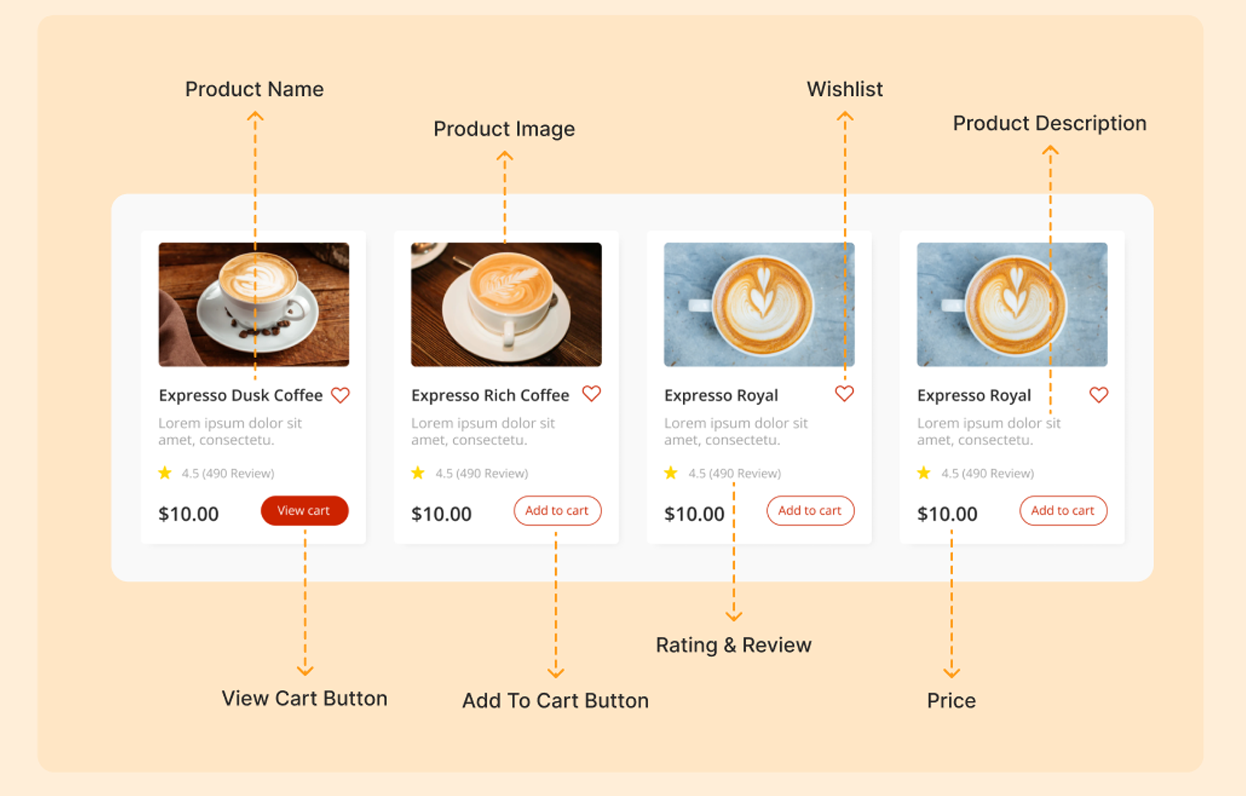 Product Name
Wishlist
Product Image
Product Description
Expresso Dusk Coffee
Lorem ipsum dolor sit
amet, consectetu.
4.5 (490 Review)
$10.00
View cart
Expresso Rich Coffee
Lorem ipsum dolor sit
amet, consectetu.
4.5 (490 Review)
$10.00
Add to cart
Expresso Royal
Lorem ipsum dolor sit
amet, consectetu.
4.5 (490 Review)
$10.00
Add to cart
Expresso Royal
Lorem ipsum dolor sit
amet, consectetu.
4.5 (490 Review)
$10.00
Add to cart
Rating & Review
View Cart Button
Add To Cart Button
Price